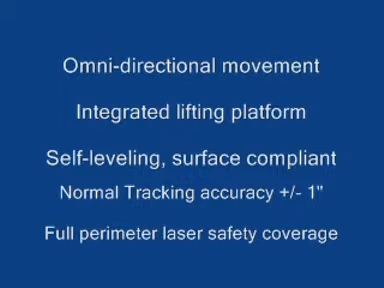 Omni-directional movement
Integrated lifting platform
Self-leveling, surface compliant
Normal Tracking accuracy +/- 1"
Full perimeter laser safety coverage